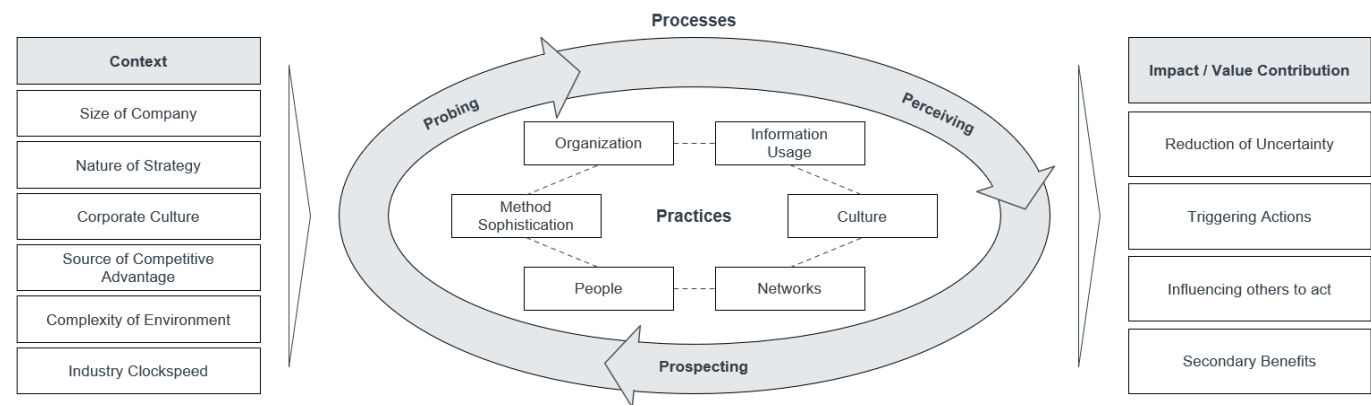 Processes
Context
Size of Company
Nature of Strategy
Corporate Culture
Source of Competitive
Advantage
Complexity of Environment
Industry Clockspeed
Probing
Perceiving
Prospecting
Organization
Information
Usage
Method
Sophistication
Practices
Culture
People
Networks
Impact / Value Contribution
Reduction of Uncertainty
Triggering Actions
Influencing others to act
Secondary Benefits